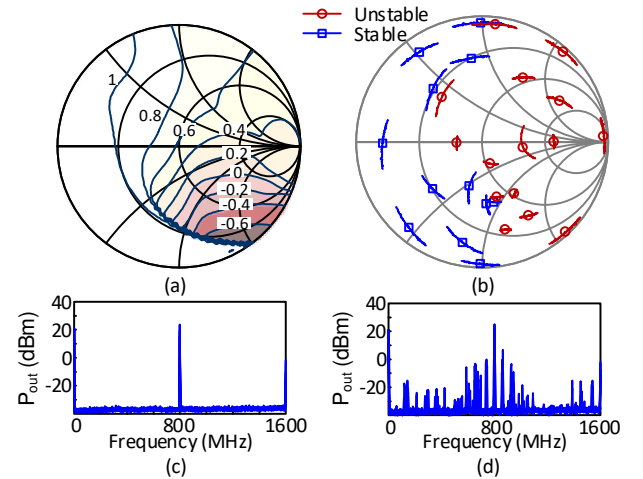 Unstable
Stable
1
0.8
0.6
0.4
0.2
0
-0.2
-0.4
-0.6
(a)
(b)
40
20
0
-20
P_out (dBm)
0
800
1600
Frequency (MHz)
(c)
40
20
0
-20
P_out (dBm)
0
800
1600
Frequency (MHz)
(d)